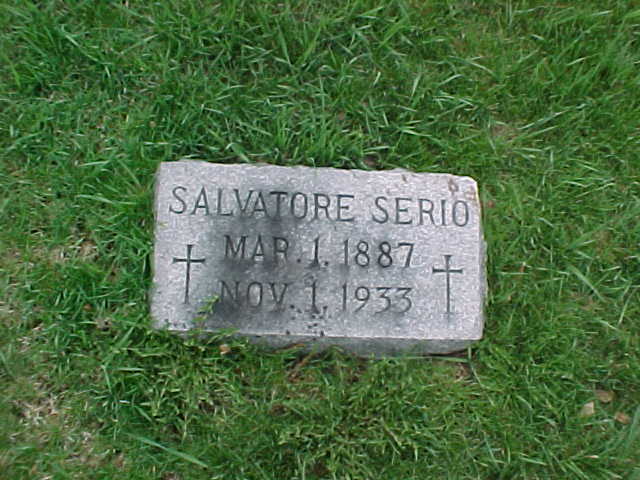 SALVATORE SERIO
MAR. 1. 1887
NOV. 1. 1933